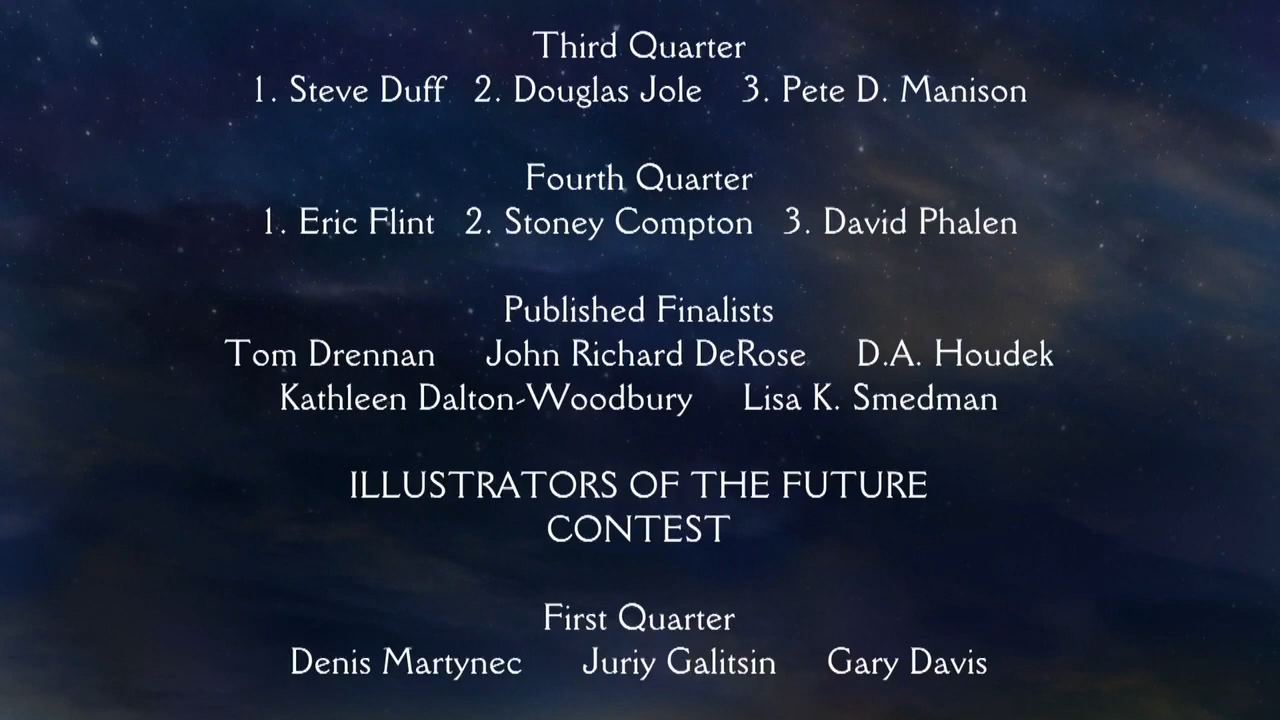 Third Quarter
1. Steve Duff 2. Douglas Jole 3. Pete D. Manison
Fourth Quarter
1. Eric Flint 2. Stoney Compton 3. David Phalen
Published Finalists
Tom Drennan John Richard DeRose D.A. Houdek
Kathleen Dalton-Woodbury Lisa K. Smedman
ILLUSTRATORS OF THE FUTURE
CONTEST
First Quarter
Denis Martynec Juriy Galitsin Gary Davis